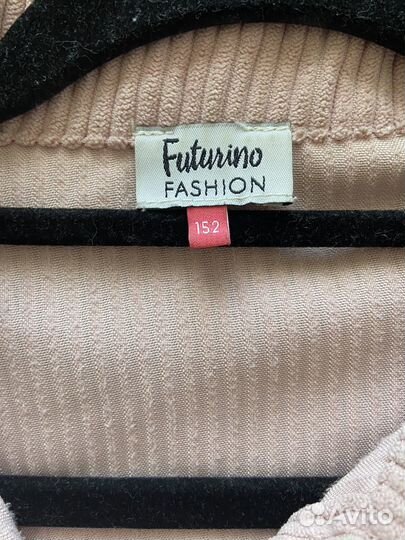 Futurino
FASHION
152
Avito